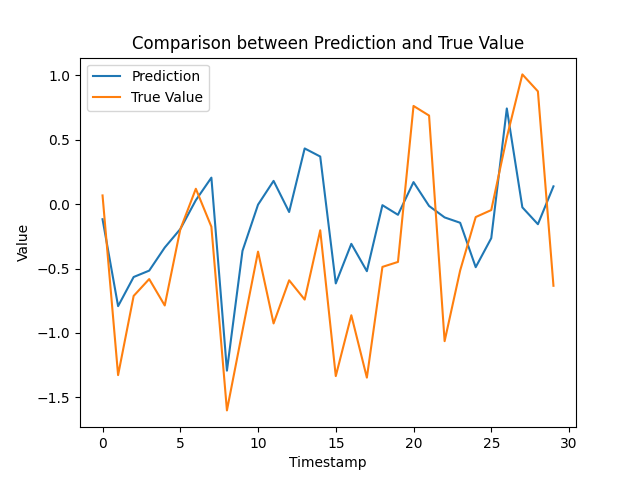 Comparison between Prediction and True Value
Prediction
True Value
1.0
0.5
0.0
−0.5
−1.0
−1.5
Value
0 5 10 15 20 25 30
Timestamp